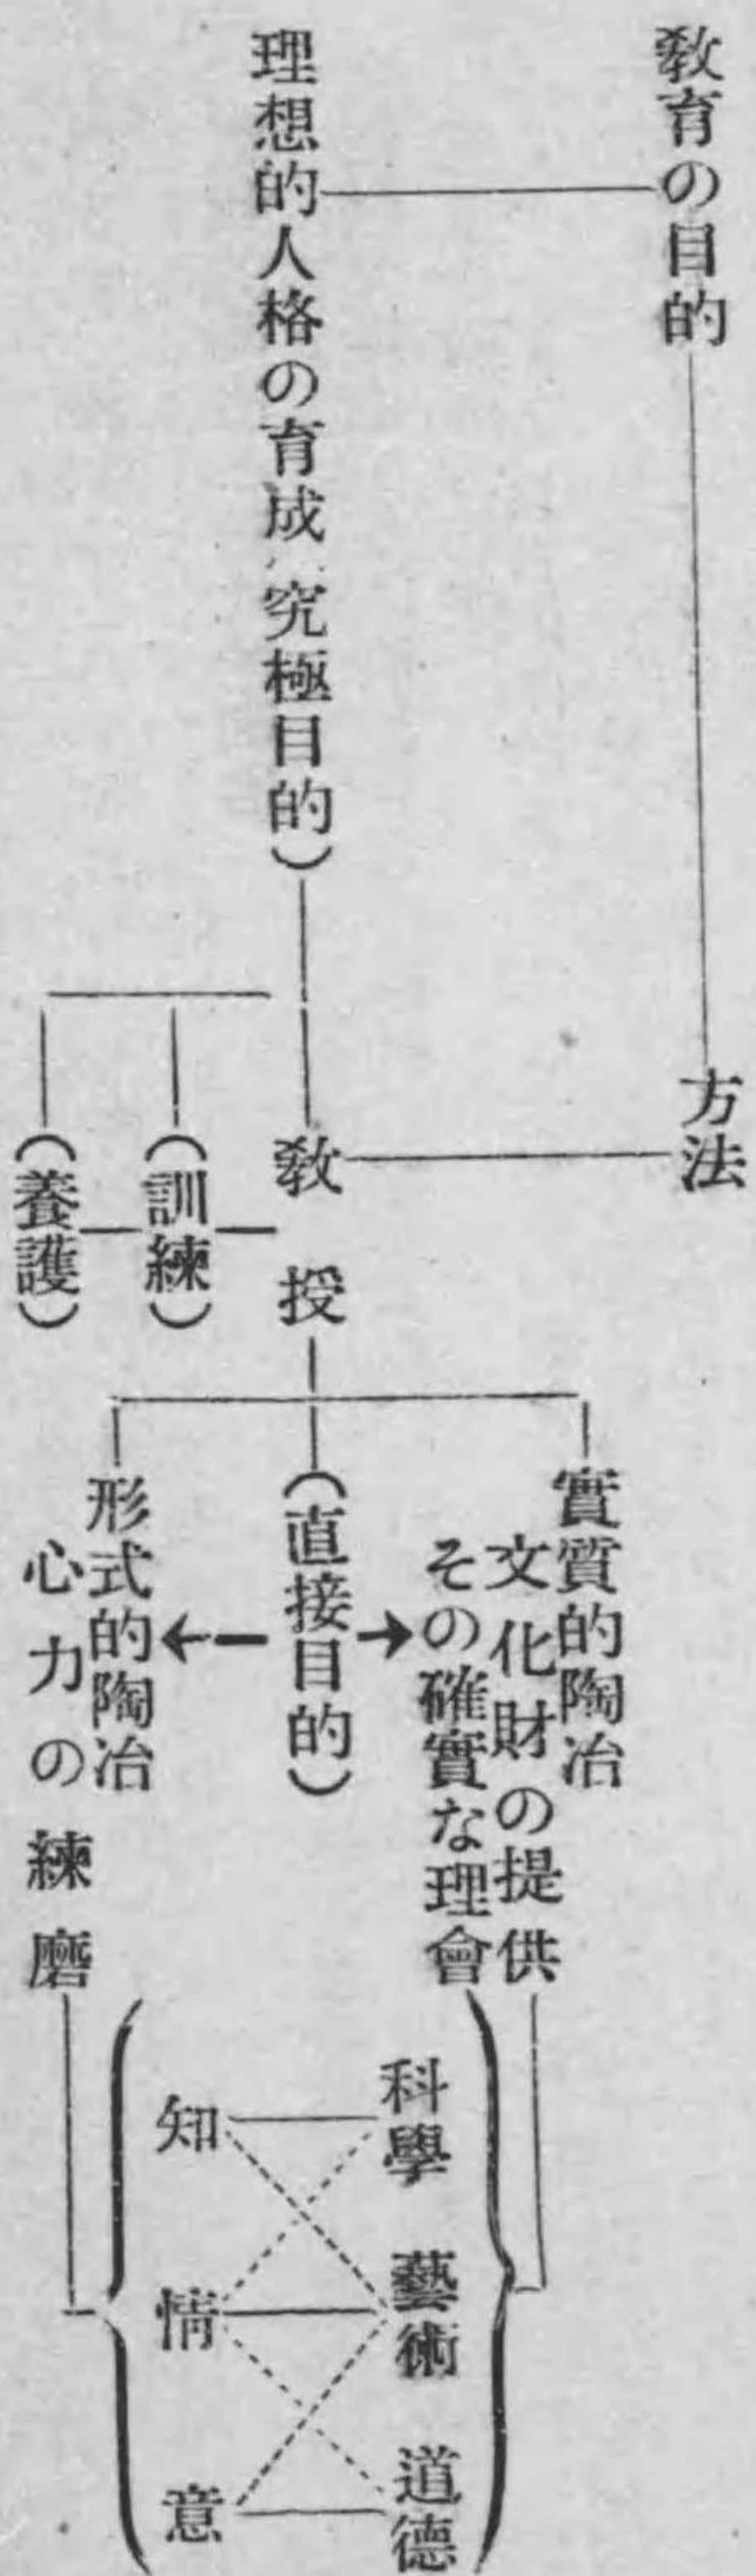 教育の目的
方法
理想的人格の育成(究極目的)
教授
(訓練)
(養護)
實質的陶冶
文化財の提供
その確實な理會
(直接目的)
形式的陶冶
心力の練磨
科學
藝術
道德
知
情
意